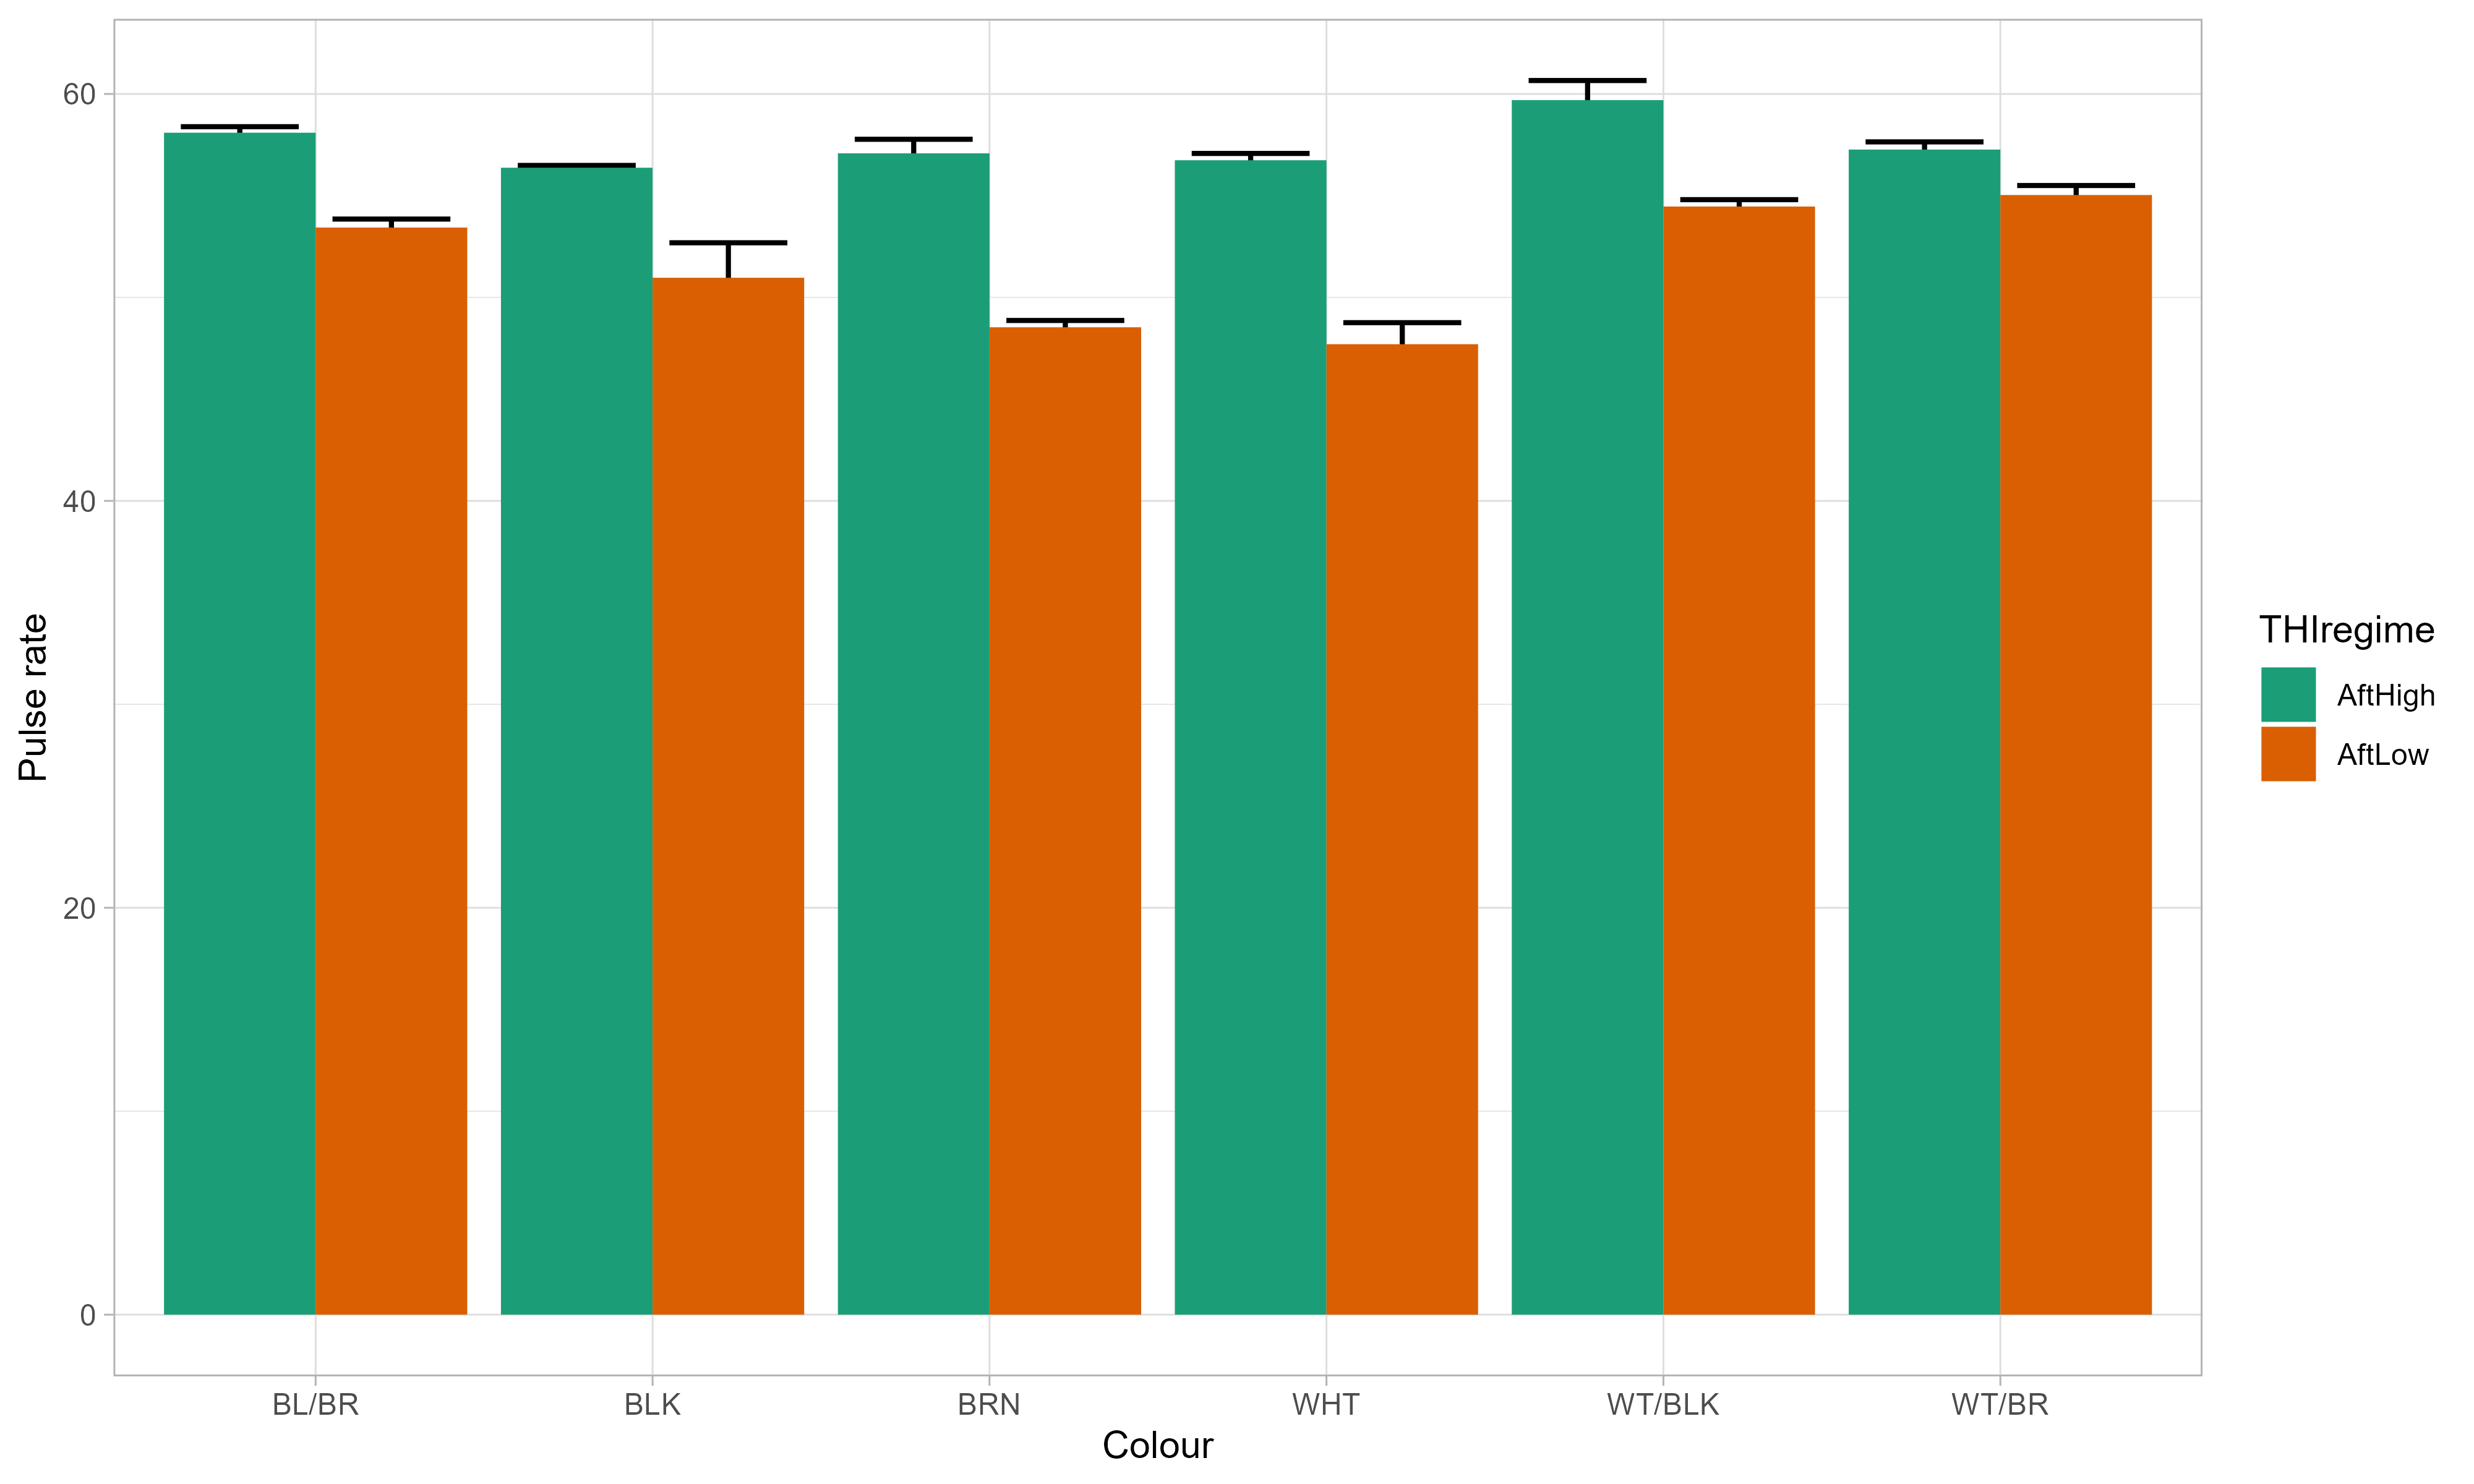 60
40
20
0
Pulse rate
BL/BR BLK BRN WHT WT/BLK WT/BR
Colour
THIregime
AftHigh
AftLow